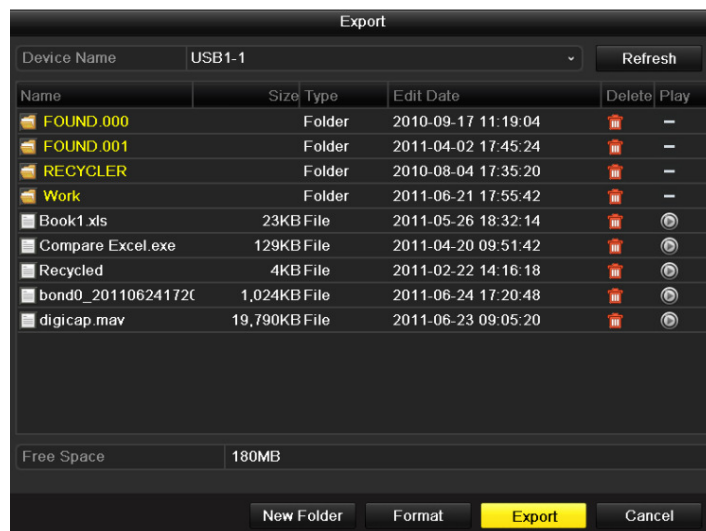 Export
Device Name USB1-1 Refresh
Name Size Type Edit Date Delete Play
FOUND.000 Folder 2010-09-17 11:19:04 –
FOUND.001 Folder 2011-04-02 17:45:24 –
RECYCLER Folder 2010-08-04 17:35:20 –
Work Folder 2011-06-21 17:55:42 –
Book1.xls 23KB File 2011-05-26 18:32:14
Compare Excel.exe 129KB File 2011-04-20 09:51:42
Recycled 4KB File 2011-02-22 14:16:18
bond0_201106241720 1,024KB File 2011-06-24 17:20:48
digicap.mav 19,790KB File 2011-06-23 09:05:20
Free Space 180MB
New Folder Format Export Cancel